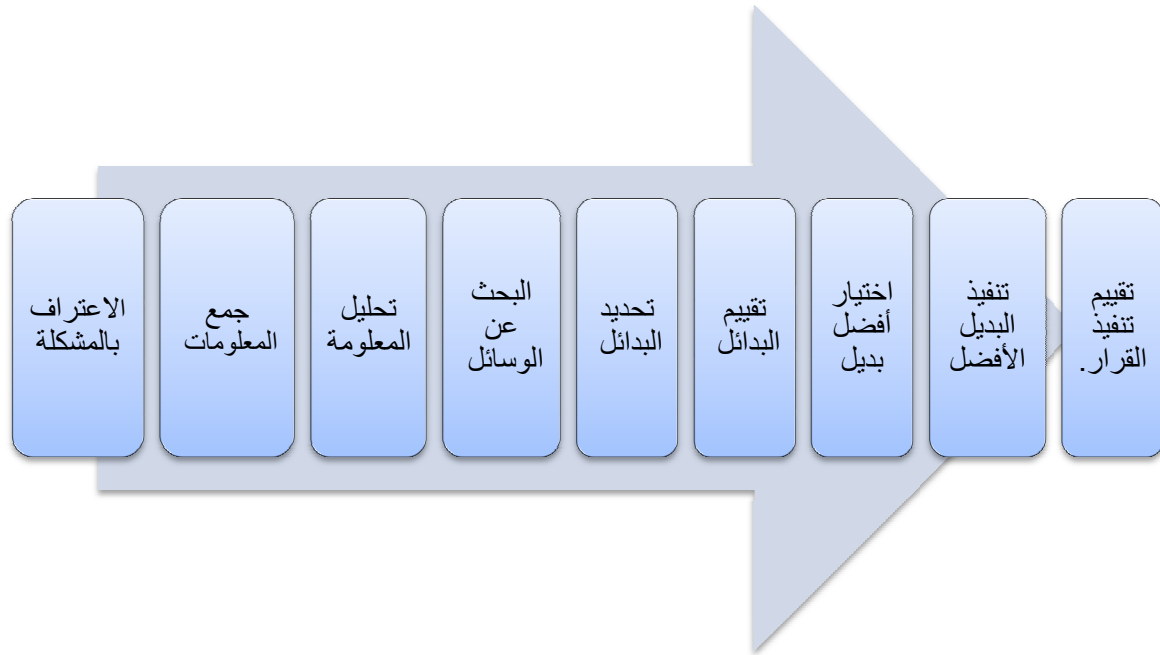 الاعتراف
بالمشكلة
جمع
المعلومات
تحليل
المعلومة
البحث
عن
الوسائل
تحديد
البدائل
تقييم
البدائل
اختيار
أفضل
بديل
تنفيذ
البديل
الأفضل
تقييم
تنفيذ
القرار.